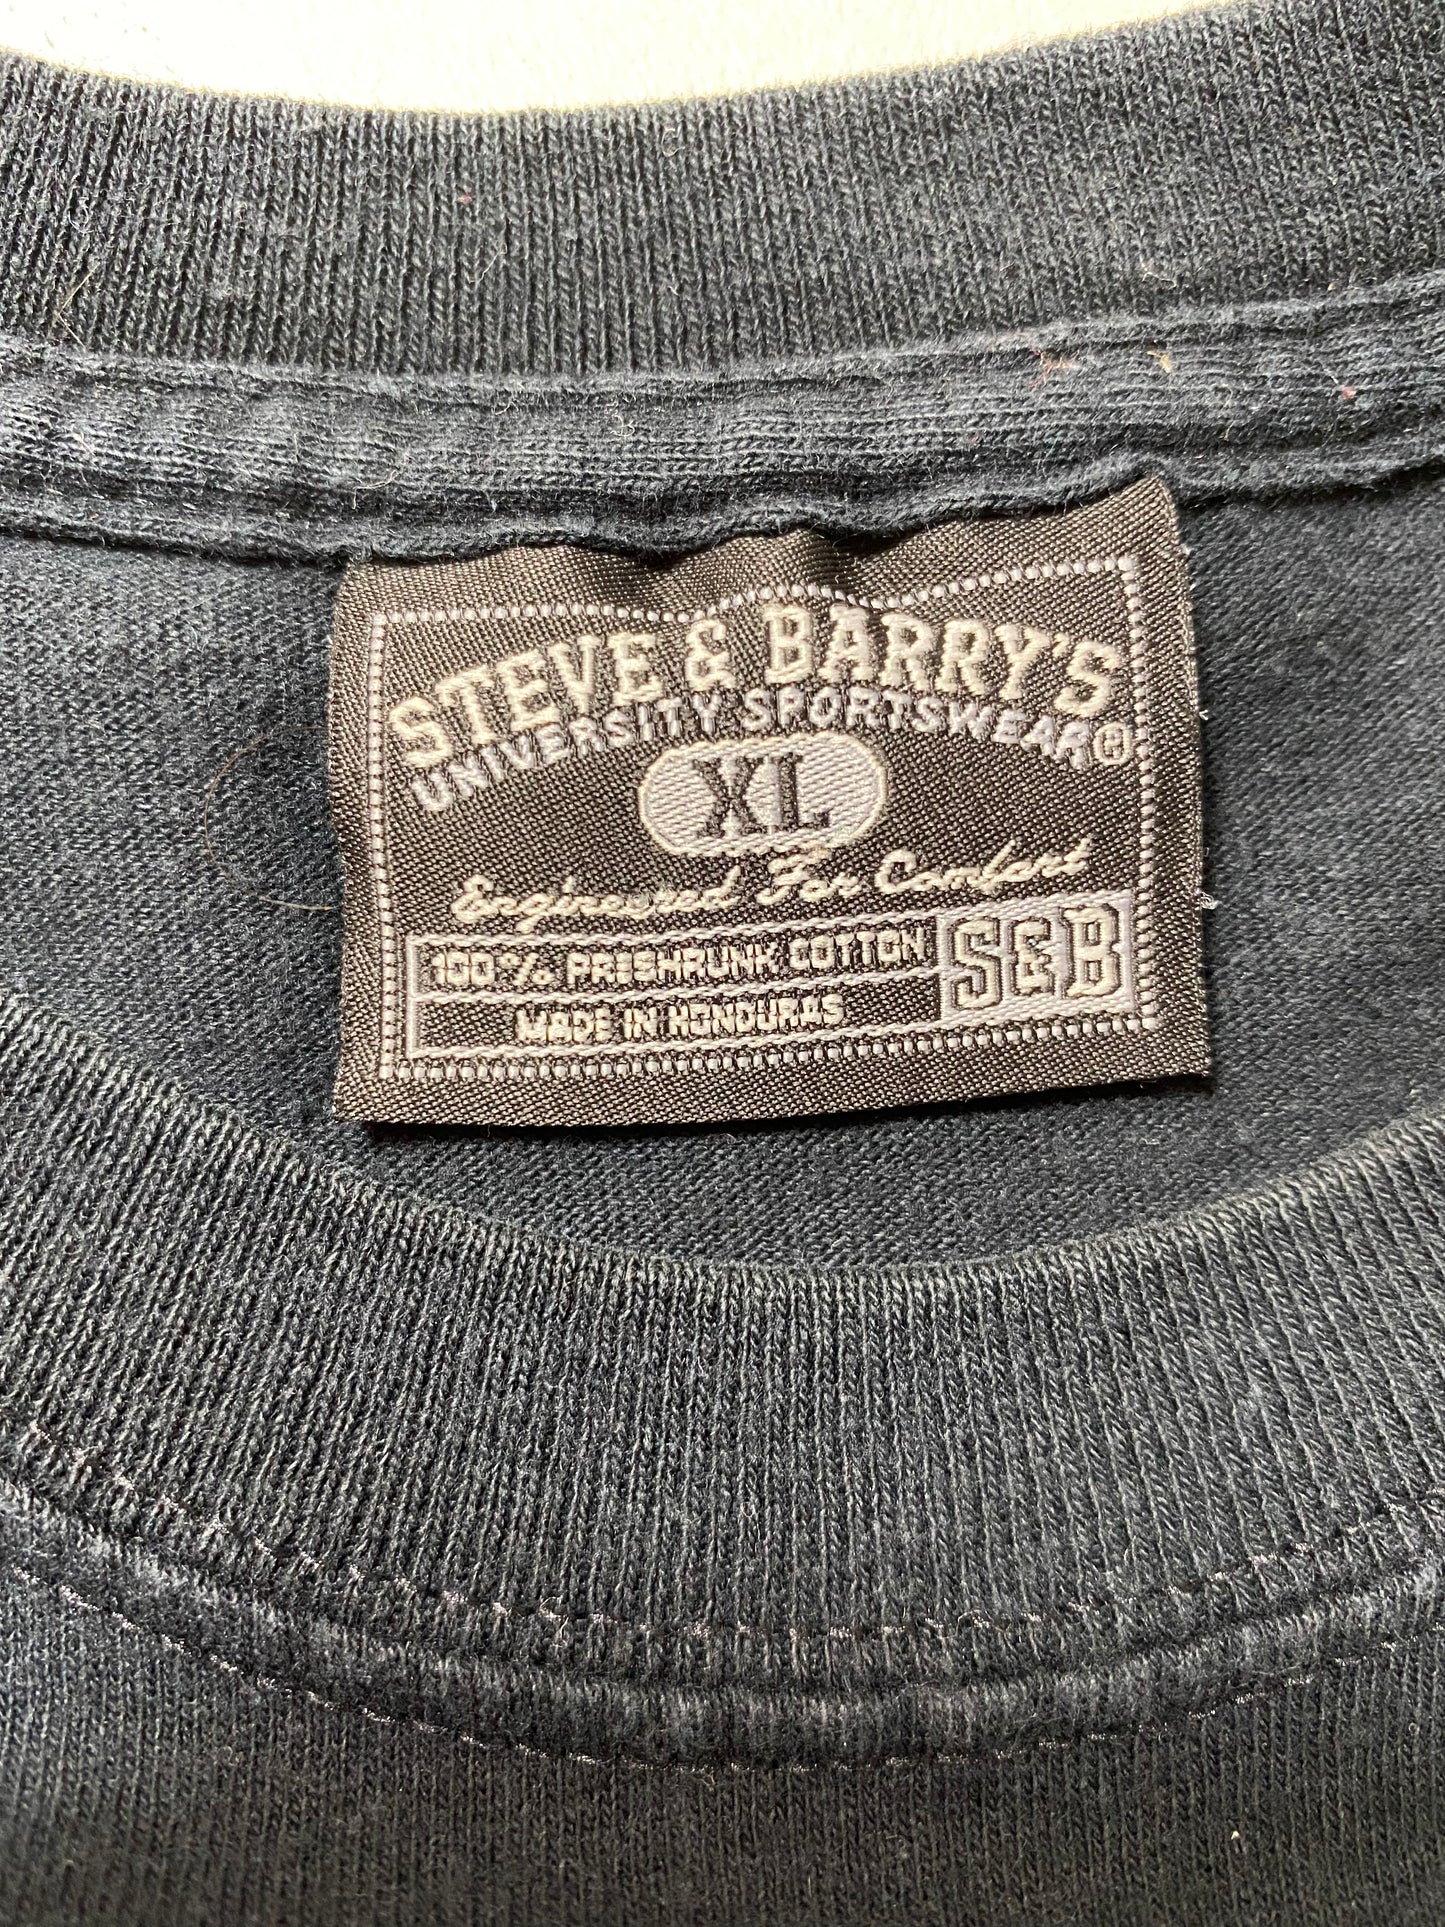 STEVE & BARRY'S
UNIVERSITY SPORTSWEAR®
XL
Engineered For Comfort
100% PRESHRUNK COTTON
MADE IN HONDURAS
S&B